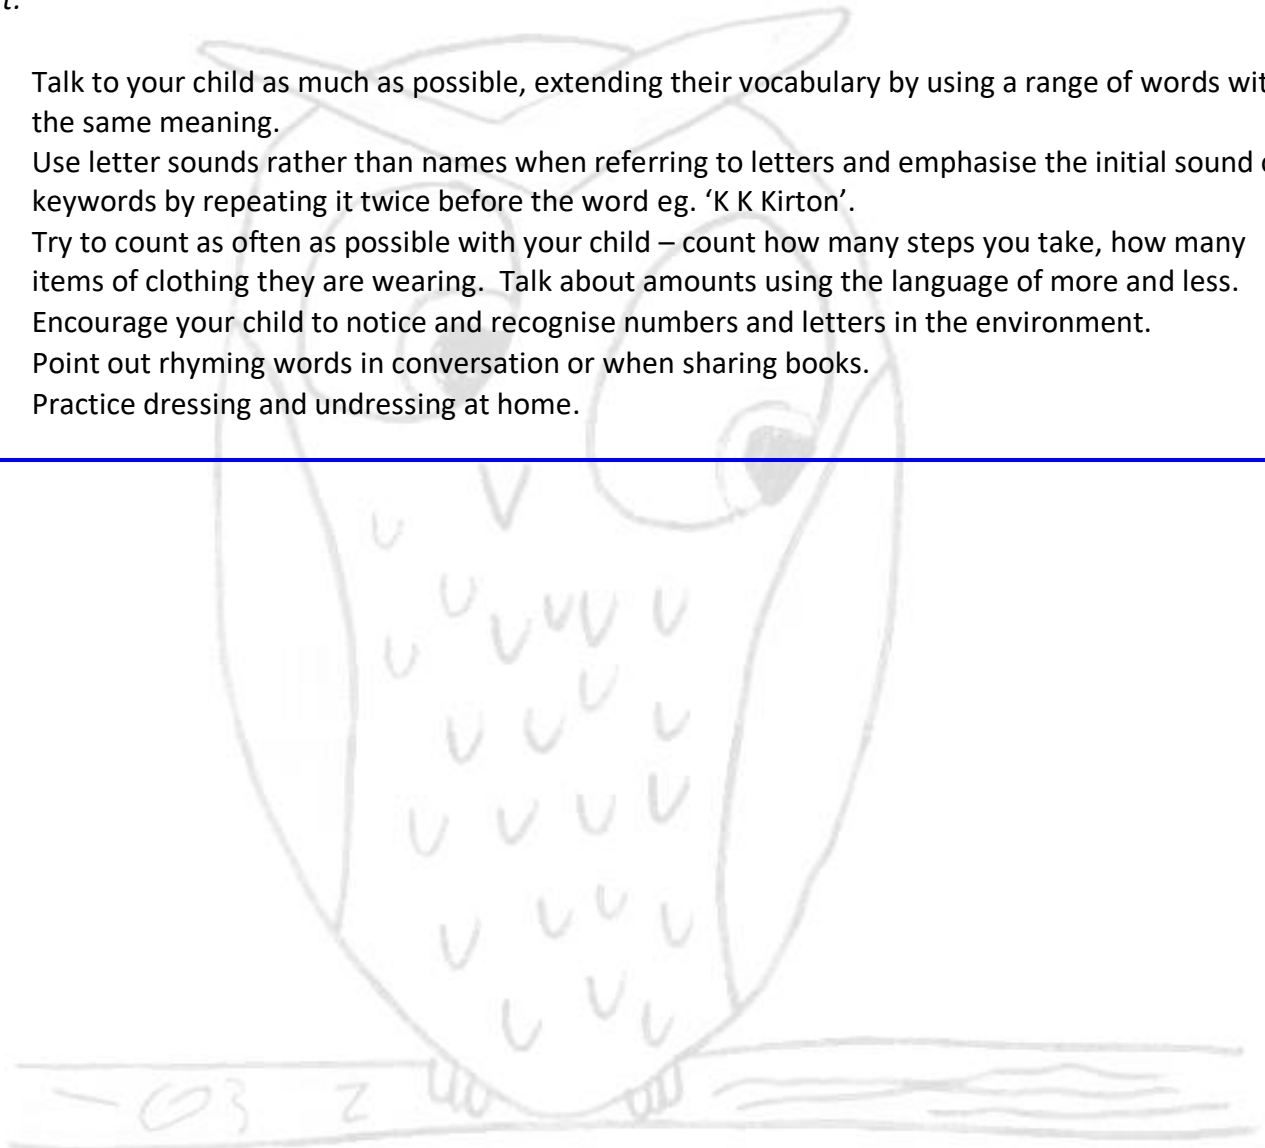 t.
Talk to your child as much as possible, extending their vocabulary by using a range of words wit
the same meaning.
Use letter sounds rather than names when referring to letters and emphasise the initial sound o
keywords by repeating it twice before the word eg. ‘K K Kirton’.
Try to count as often as possible with your child – count how many steps you take, how many
items of clothing they are wearing.  Talk about amounts using the language of more and less.
Encourage your child to notice and recognise numbers and letters in the environment.
Point out rhyming words in conversation or when sharing books.
Practice dressing and undressing at home.